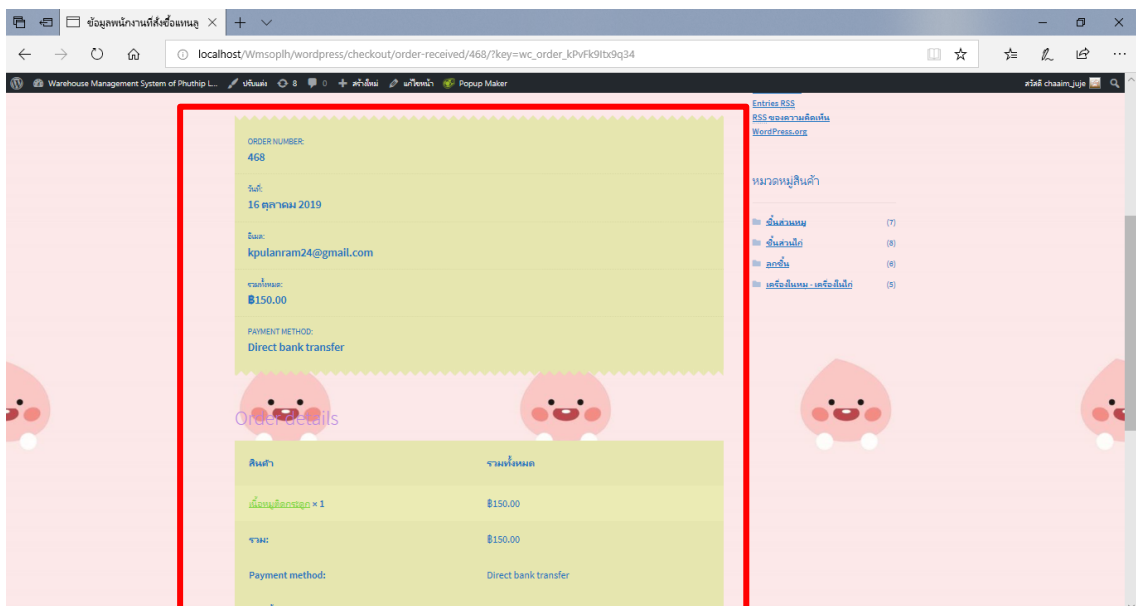 ข้อมูลพนักงานที่สั่งซื้อแทนลู
localhost/Wmsoplh/wordpress/checkout/order-received/468/?key=wc_order_kPvFk9Itx9q34
Warehouse Management System of Phuthip L... ปรับแต่ง 8 0 สร้างใหม่ แก้ไขหน้า Popup Maker สวัสดี chaaim_juje
Entries RSS
RSS ของความคิดเห็น
WordPress.org
ORDER NUMBER:
468
วันที่:
16 ตุลาคม 2019
อีเมล:
kpulanram24@gmail.com
รวมทั้งหมด:
฿150.00
PAYMENT METHOD:
Direct bank transfer
หมวดหมู่สินค้า
ชิ้นส่วนหมู (7)
ชิ้นส่วนไก่ (8)
ลูกชิ้น (6)
เครื่องในหมู - เครื่องในไก่ (5)
Order details
สินค้า รวมทั้งหมด
เนื้อหมูติดกระดูก × 1 ฿150.00
รวม: ฿150.00
Payment method: Direct bank transfer